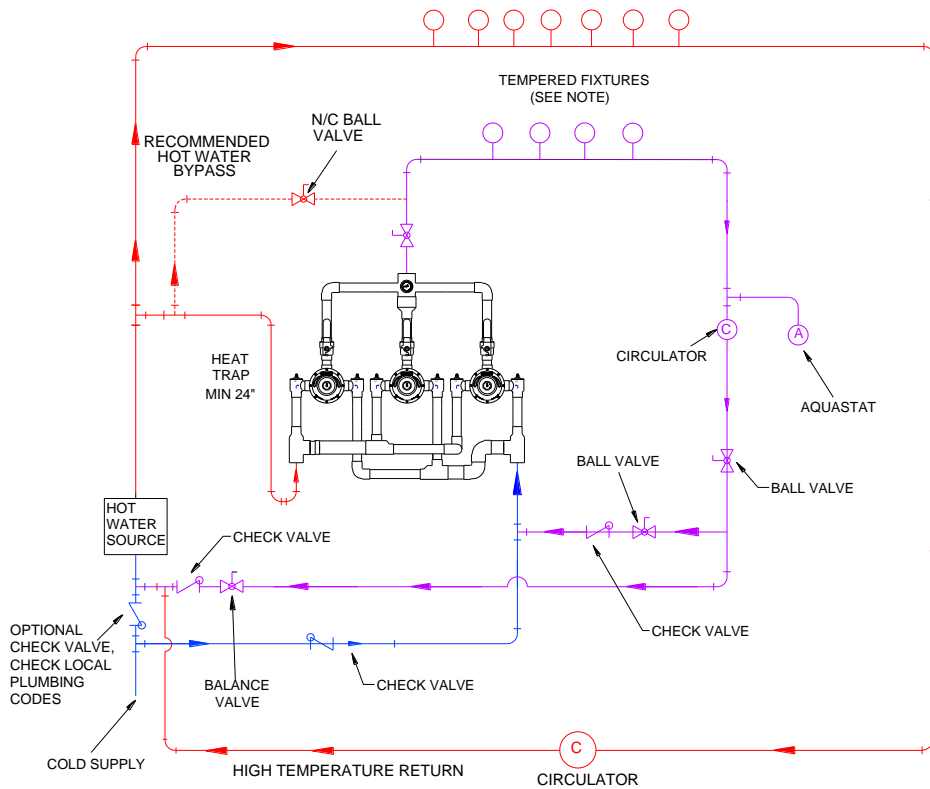 TEMPERED FIXTURES
(SEE NOTE)
N/C BALL
VALVE
RECOMMENDED
HOT WATER
BYPASS
HEAT
TRAP
MIN 24"
C
CIRCULATOR
A
AQUASTAT
BALL VALVE
BALL VALVE
HOT
WATER
SOURCE
CHECK VALVE
CHECK VALVE
OPTIONAL
CHECK VALVE,
CHECK LOCAL
PLUMBING
CODES
BALANCE
VALVE
CHECK VALVE
COLD SUPPLY
HIGH TEMPERATURE RETURN
C
CIRCULATOR